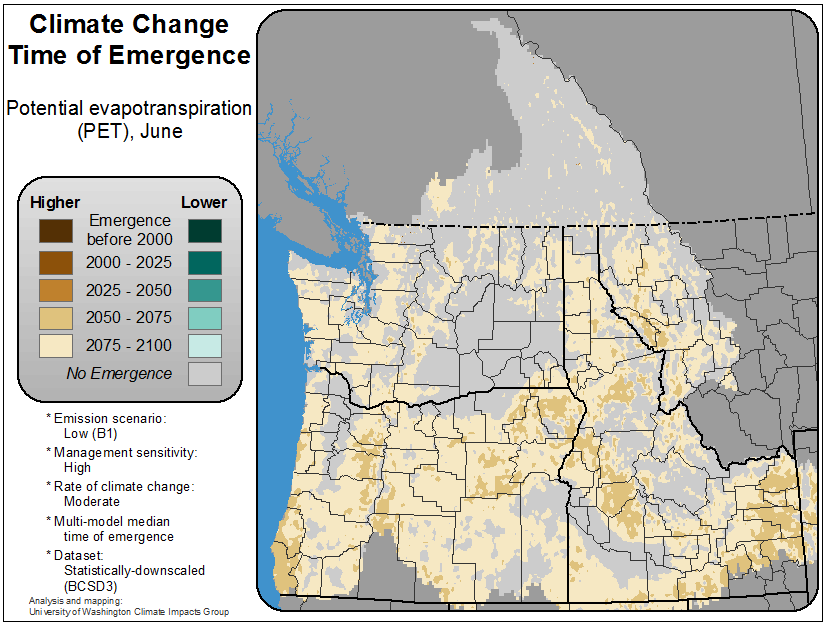 Climate Change
Time of Emergence
Potential evapotranspiration
(PET), June
Higher Lower
Emergence
before 2000
2000 - 2025
2025 - 2050
2050 - 2075
2075 - 2100
No Emergence
* Emission scenario:
Low (B1)
* Management sensitivity:
High
* Rate of climate change:
Moderate
* Multi-model median
time of emergence
* Dataset:
Statistically-downscaled
(BCSD3)
Analysis and mapping:
University of Washington Climate Impacts Group